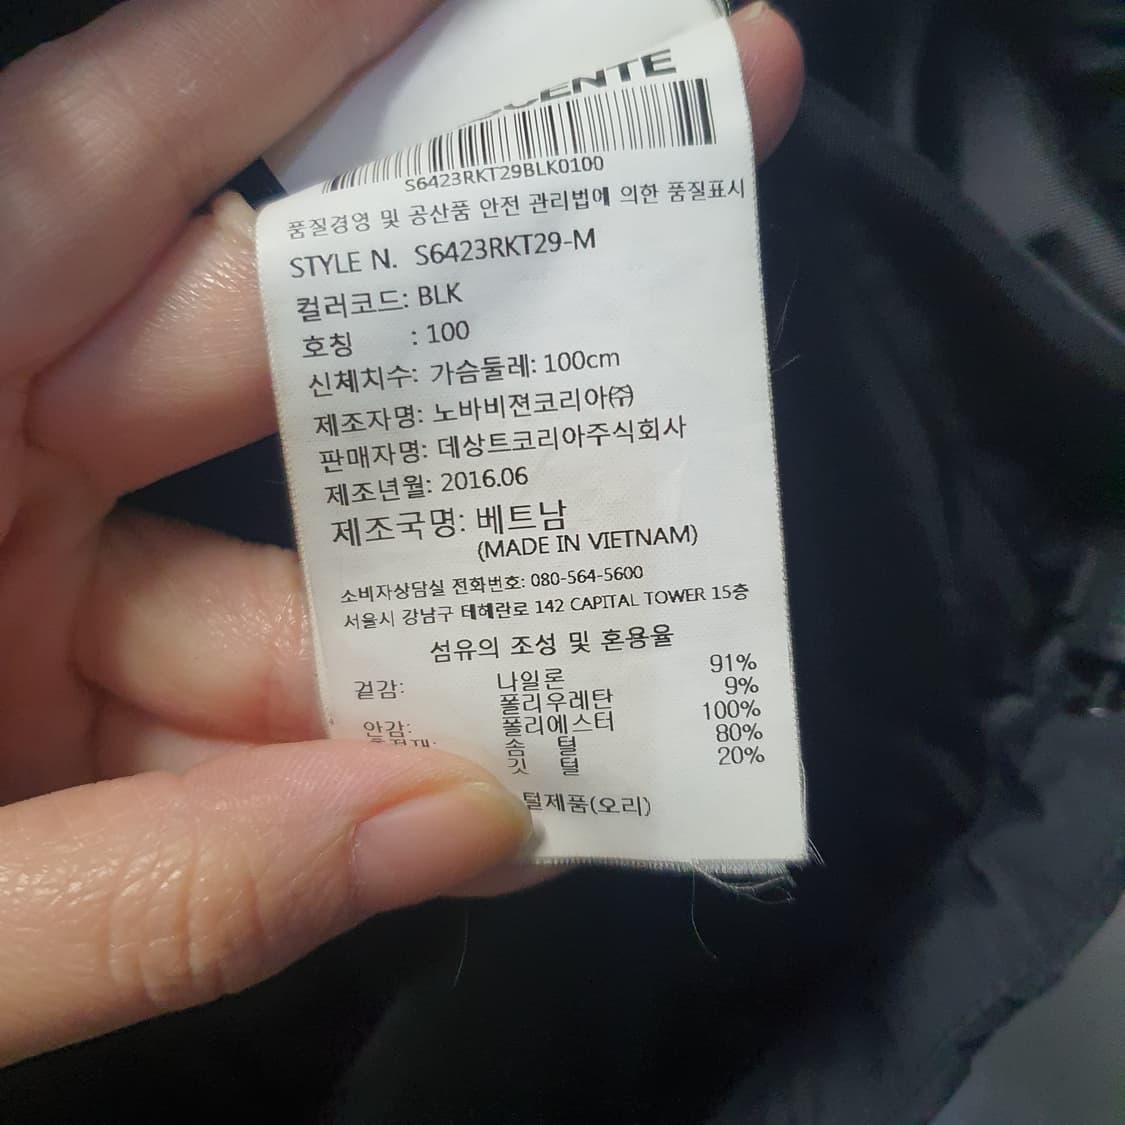 S6423RKT29BLK0100
품질경영 및 공산품 안전 관리법에 의한 품질표시
STYLE N. S6423RKT29-M
컬러코드: BLK
호칭 : 100
신체치수: 가슴둘레: 100cm
제조자명: 노바비젼코리아㈜
판매자명: 데상트코리아주식회사
제조년월: 2016.06
제조국명: 베트남
(MADE IN VIETNAM)
소비자상담실 전화번호: 080-564-5600
서울시 강남구 테헤란로 142 CAPITAL TOWER 15층
섬유의 조성 및 혼용율
겉감: 나일론 91%
폴리우레탄 9%
안감: 폴리에스터 100%
솜 털 80%
깃 털 20%
털제품(오리)